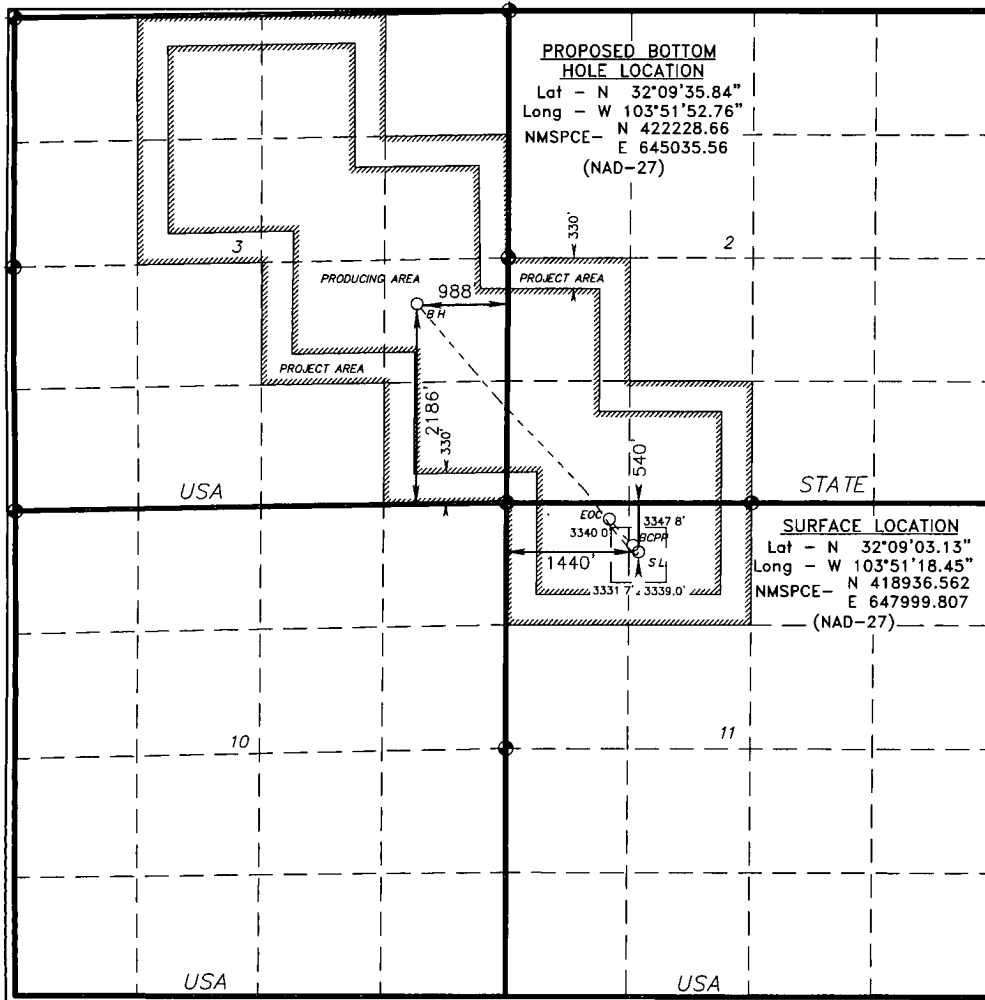 PROPOSED BOTTOM
HOLE LOCATION
Lat - N 32°09'35.84"
Long - W 103°51'52.76"
NMSPCE- N 422228.66
E 645035.56
(NAD-27)
3
2
330'
PRODUCING AREA
PROJECT AREA
988
BH
PROJECT AREA
2186'
330'
540'
USA
STATE
EOC
3347 8'
3340 0'
BCPP
SL
1440'
3331 7'
3339.0'
SURFACE LOCATION
Lat - N 32°09'03.13"
Long - W 103°51'18.45"
NMSPCE- N 418936.562
E 647999.807
(NAD-27)
10
11
USA
USA